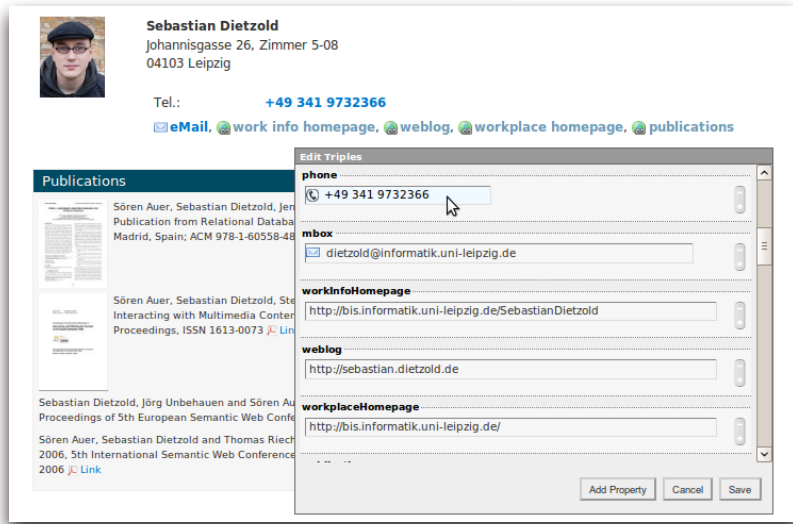 Sebastian Dietzold
Johannisgasse 26, Zimmer 5-08
04103 Leipzig
Tel.: +49 341 9732366
eMail, work info homepage, weblog, workplace homepage, publications
Publications
Sören Auer, Sebastian Dietzold, Jen
Publication from Relational Databa
Madrid, Spain; ACM 978-1-60558-48
Sören Auer, Sebastian Dietzold, Ste
Interacting with Multimedia Conten
Proceedings, ISSN 1613-0073 Lin
Sebastian Dietzold, Jörg Unbehauen and Sören Au
Proceedings of 5th European Semantic Web Confe
Sören Auer, Sebastian Dietzold and Thomas Riech
2006, 5th International Semantic Web Conference
2006 Link
Edit Triples
phone
+49 341 9732366
mbox
dietzold@informatik.uni-leipzig.de
workInfoHomepage
http://bis.informatik.uni-leipzig.de/SebastianDietzold
weblog
http://sebastian.dietzold.de
workplaceHomepage
http://bis.informatik.uni-leipzig.de/
Add Property Cancel Save